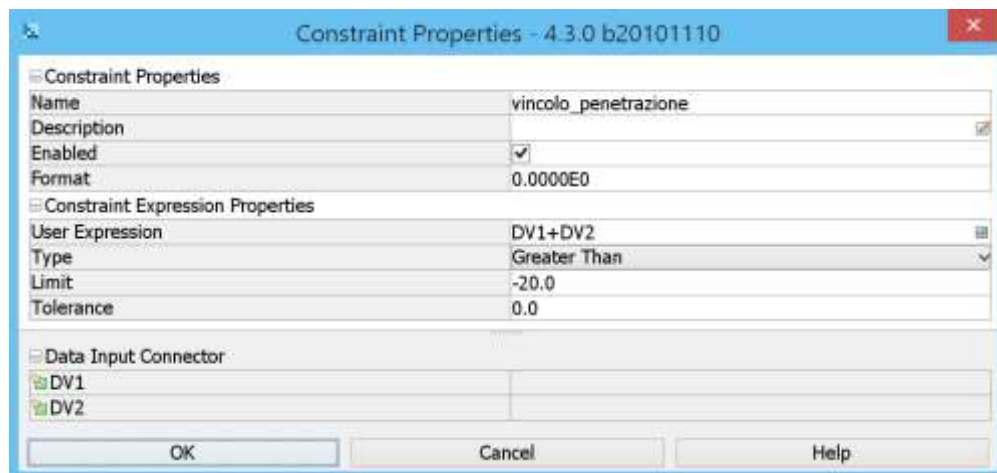 Constraint Properties - 4.3.0 b20101110
Constraint Properties
Name vincolo_penetrazione
Description
Enabled
Format 0.0000E0
Constraint Expression Properties
User Expression DV1+DV2
Type Greater Than
Limit -20.0
Tolerance 0.0
Data Input Connector
DV1
DV2
OK Cancel Help